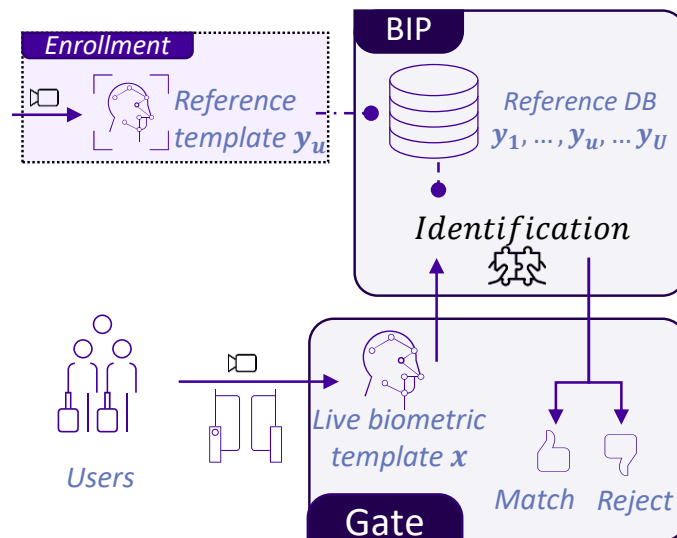 Enrollment
Reference
template y_u
BIP
Reference DB
y_1, ... , y_u, ... y_U
Identification
Users
Live biometric
template x
Match
Reject
Gate